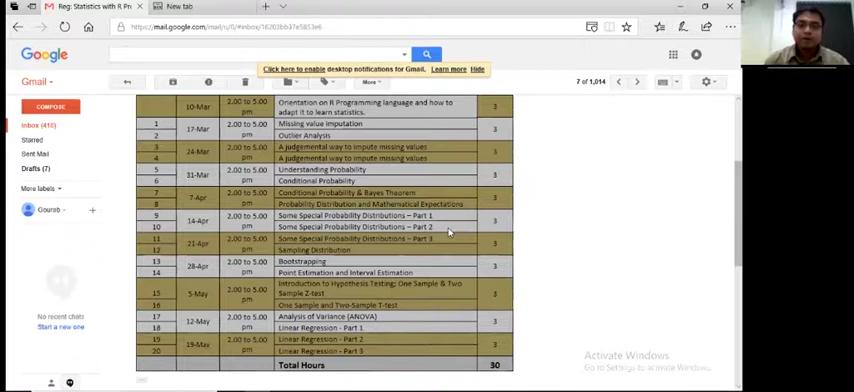 Reg: Statistics with R Pro
New tab
https://mail.google.com/mail/u/0/#inbox/16203bb37e5853e6
Google
Click here to enable desktop notifications for Gmail. Learn more Hide
Gmail
More
7 of 1,014
COMPOSE
Inbox (410)
Starred
Sent Mail
Drafts (7)
More labels
Gourab
No recent chats
Start a new one
10-Mar 2.00 to 5.00 pm Orientation on R Programming language and how to adapt it to learn statistics. 3
1 17-Mar 2.00 to 5.00 pm Missing value imputation 3
2 Outlier Analysis
3 24-Mar 2.00 to 5.00 pm A judgemental way to impute missing values 3
4 A judgemental way to impute missing values
5 31-Mar 2.00 to 5.00 pm Understanding Probability 3
6 Conditional Probability
7 7-Apr 2.00 to 5.00 pm Conditional Probability & Bayes Theorem 3
8 Probability Distribution and Mathematical Expectations
9 14-Apr 2.00 to 5.00 pm Some Special Probability Distributions – Part 1 3
10 Some Special Probability Distributions – Part 2
11 21-Apr 2.00 to 5.00 pm Some Special Probability Distributions – Part 3 3
12 Sampling Distribution
13 28-Apr 2.00 to 5.00 pm Bootstrapping 3
14 Point Estimation and Interval Estimation
15 5-May 2.00 to 5.00 pm Introduction to Hypothesis Testing; One Sample & Two Sample Z-test 3
16 One Sample and Two-Sample T-test
17 12-May 2.00 to 5.00 pm Analysis of Variance (ANOVA) 3
18 Linear Regression - Part 1
19 19-May 2.00 to 5.00 pm Linear Regression - Part 2 3
20 Linear Regression - Part 3
Total Hours 30
Activate Windows
Go to Settings to activate Windows.